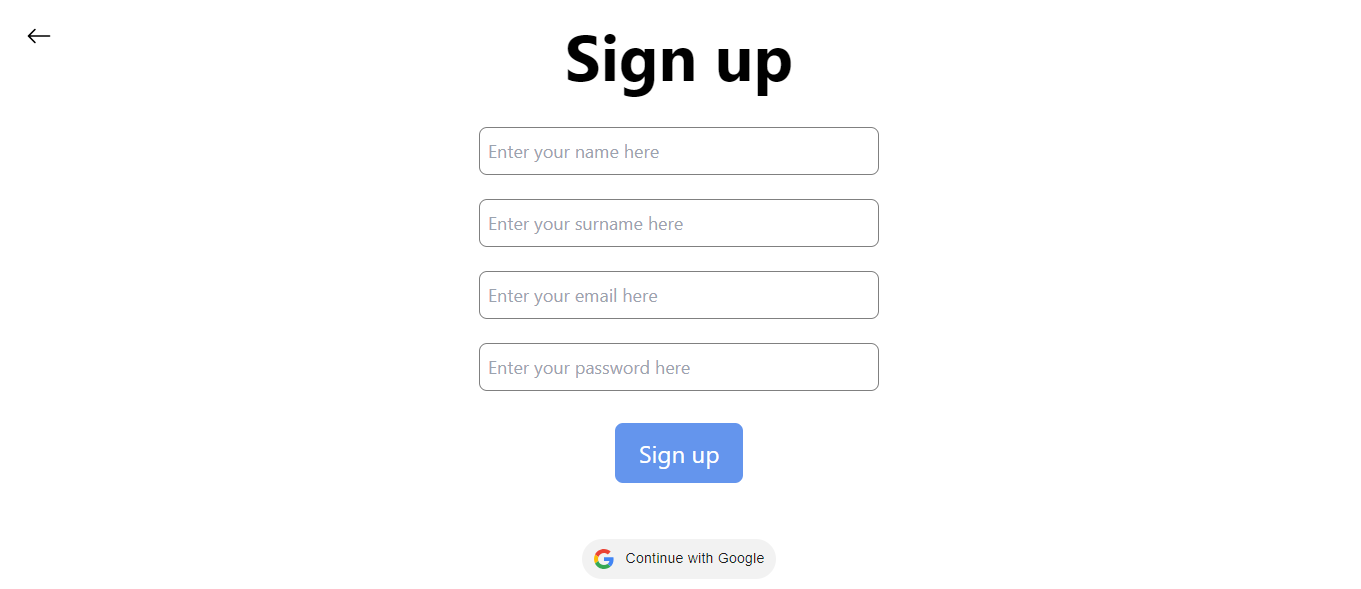 Sign up
Enter your name here
Enter your surname here
Enter your email here
Enter your password here
Sign up
Continue with Google